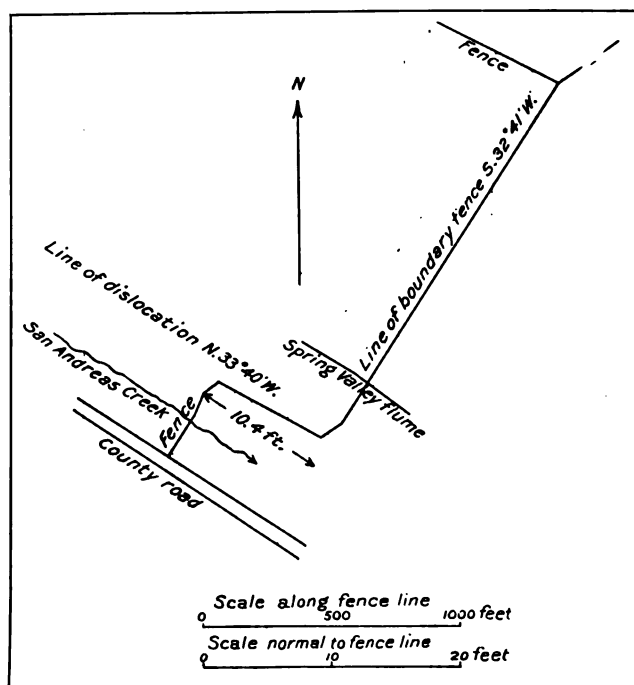 Fence
N
Line of boundary fence S.32°41'W.
Line of dislocation N.33°40'W.
San Andreas Creek
Spring Valley flume
Fence
10.4 ft.
County road
Scale along fence line
0 500 1000 feet
Scale normal to fence line
0 10 20 feet